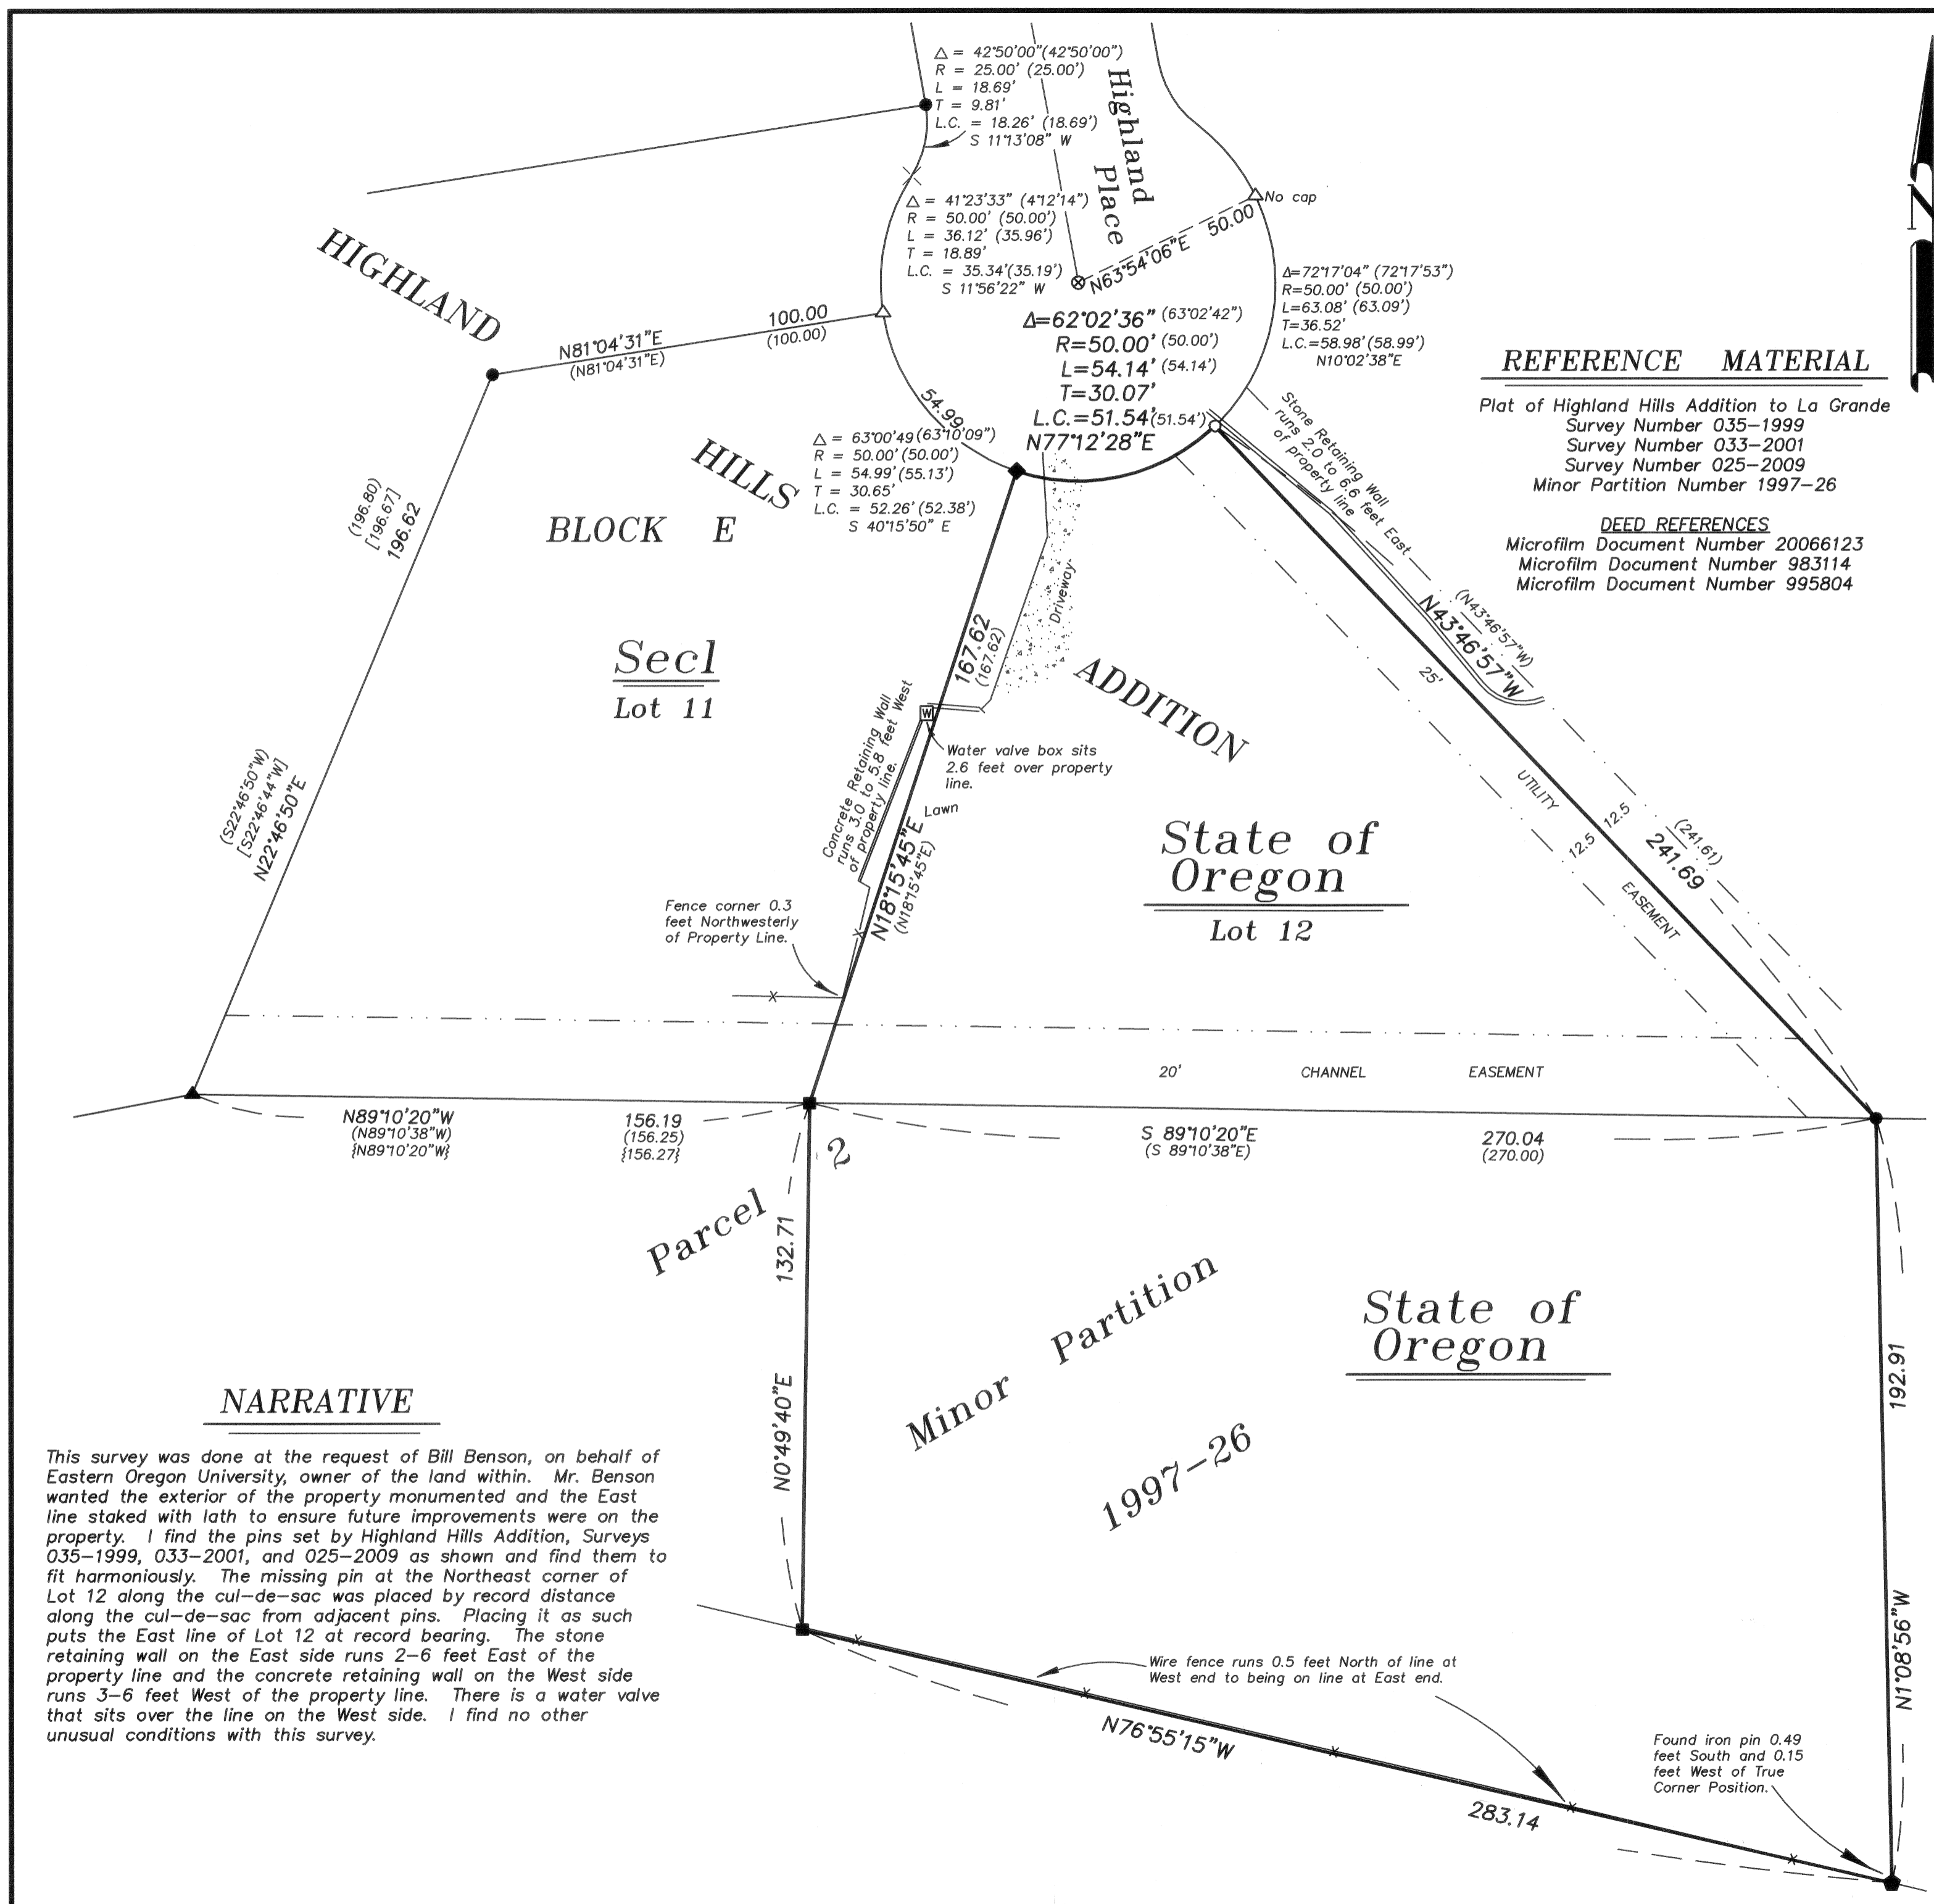 Δ = 42°50'00"(42°50'00")
R = 25.00' (25.00')
L = 18.69'
T = 9.81'
L.C. = 18.26' (18.69')
S 11°13'08" W
Highland
Place
Δ = 41°23'33" (4°12'14")
R = 50.00' (50.00')
L = 36.12' (35.96')
T = 18.89'
L.C. = 35.34'(35.19')
S 11°56'22" W
No cap
N63°54'06"E 50.00
N
Δ=72°17'04" (72°17'53")
R=50.00' (50.00')
L=63.08' (63.09')
T=36.52'
L.C.=58.98' (58.99')
N10°02'38"E
Δ=62°02'36" (63°02'42")
R=50.00' (50.00')
L=54.14' (54.14')
T=30.07'
L.C.=51.54'(51.54')
N77°12'28"E
HIGHLAND
HILLS
ADDITION
N81°04'31"E 100.00
(N81°04'31"E) (100.00)
54.99
Δ = 63°00'49(63°10'09")
R = 50.00' (50.00')
L = 54.99 (55.13')
T = 30.65'
L.C. = 52.26' (52.38')
S 40°15'50" E
REFERENCE MATERIAL
Plat of Highland Hills Addition to La Grande
Survey Number 035-1999
Survey Number 033-2001
Survey Number 025-2009
Minor Partition Number 1997-26
DEED REFERENCES
Microfilm Document Number 20066123
Microfilm Document Number 983114
Microfilm Document Number 995804
Stone Retaining Wall
runs 2.0 to 6.6 feet East
of property line
(N43°46'57"W)
N43°46'57"W
25'
UTILITY
EASEMENT
12.5 12.5
(241.61)
241.69
(196.80)
[196.67]
196.62
(S22°46'50"W)
[S22°46'44"W]
N22°46'50"E
BLOCK E
Secl
Lot 11
167.62
(167.62)
Driveway
W
Concrete Retaining Wall
runs 3.0 to 5.8 feet West
of property line.
Water valve box sits
2.6 feet over property
line.
Lawn
N18°15'45"E
(N18°15'45"E)
Fence corner 0.3
feet Northwesterly
of Property Line.
State of
Oregon
Lot 12
20' CHANNEL EASEMENT
N89°10'20"W 156.19
(N89°10'38"W) (156.25)
{N89°10'20"W} {156.27}
S 89°10'20"E 270.04
(S 89°10'38"E) (270.00)
Parcel 2
132.71
N0°49'40"E
Minor Partition
1997-26
State of
Oregon
192.91
N1°08'56"W
NARRATIVE
This survey was done at the request of Bill Benson, on behalf of
Eastern Oregon University, owner of the land within. Mr. Benson
wanted the exterior of the property monumented and the East
line staked with lath to ensure future improvements were on the
property. I find the pins set by Highland Hills Addition, Surveys
035-1999, 033-2001, and 025-2009 as shown and find them to
fit harmoniously. The missing pin at the Northeast corner of
Lot 12 along the cul-de-sac was placed by record distance
along the cul-de-sac from adjacent pins. Placing it as such
puts the East line of Lot 12 at record bearing. The stone
retaining wall on the East side runs 2-6 feet East of the
property line and the concrete retaining wall on the West side
runs 3-6 feet West of the property line. There is a water valve
that sits over the line on the West side. I find no other
unusual conditions with this survey.
Wire fence runs 0.5 feet North of line at
West end to being on line at East end.
N76°55'15"W
283.14
Found iron pin 0.49
feet South and 0.15
feet West of True
Corner Position.